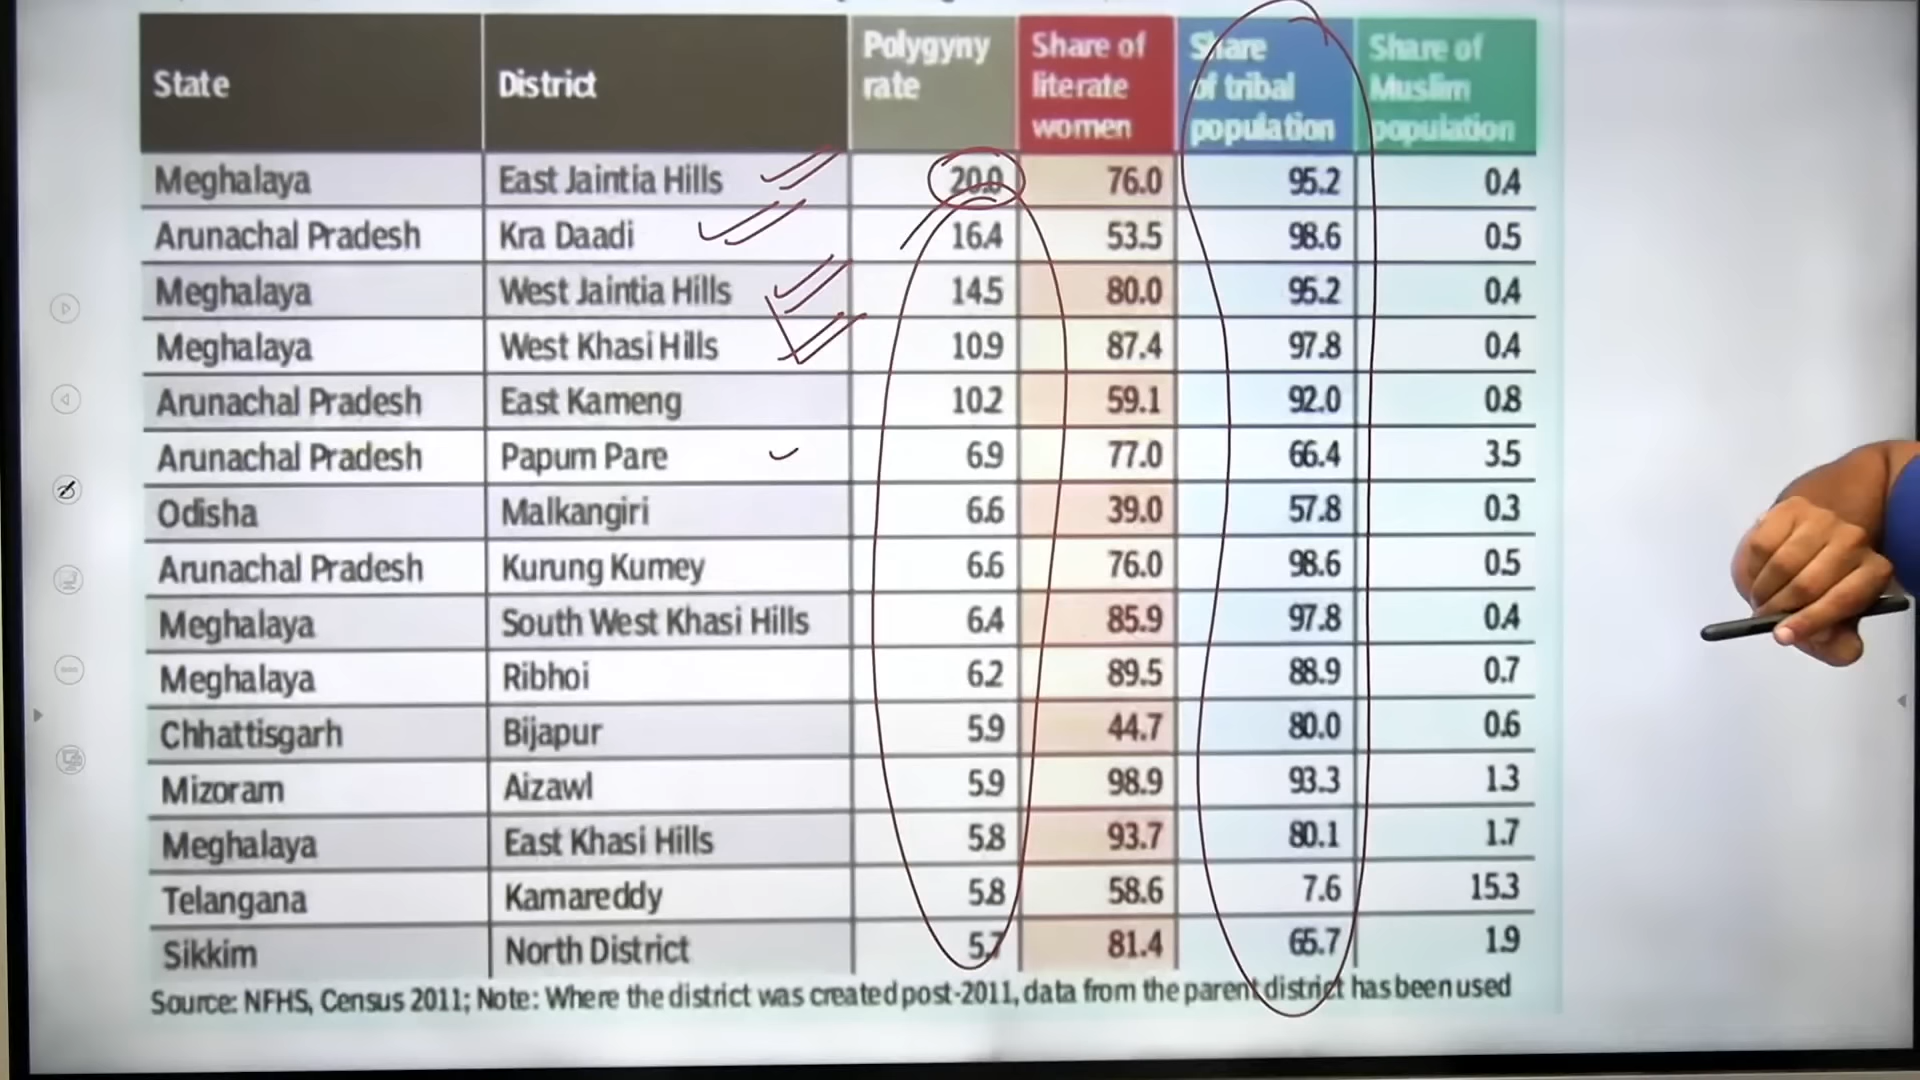 State District Polygyny rate Share of literate women Share of tribal population Share of Muslim population
Meghalaya East Jaintia Hills 20.0 76.0 95.2 0.4
Arunachal Pradesh Kra Daadi 16.4 53.5 98.6 0.5
Meghalaya West Jaintia Hills 14.5 80.0 95.2 0.4
Meghalaya West Khasi Hills 10.9 87.4 97.8 0.4
Arunachal Pradesh East Kameng 10.2 59.1 92.0 0.8
Arunachal Pradesh Papum Pare 6.9 77.0 66.4 3.5
Odisha Malkangiri 6.6 39.0 57.8 0.3
Arunachal Pradesh Kurung Kumey 6.6 76.0 98.6 0.5
Meghalaya South West Khasi Hills 6.4 85.9 97.8 0.4
Meghalaya Ribhoi 6.2 89.5 88.9 0.7
Chhattisgarh Bijapur 5.9 44.7 80.0 0.6
Mizoram Aizawl 5.9 98.9 93.3 1.3
Meghalaya East Khasi Hills 5.8 93.7 80.1 1.7
Telangana Kamareddy 5.8 58.6 7.6 15.3
Sikkim North District 5.7 81.4 65.7 1.9
Source: NFHS, Census 2011; Note: Where the district was created post-2011, data from the parent district has been used